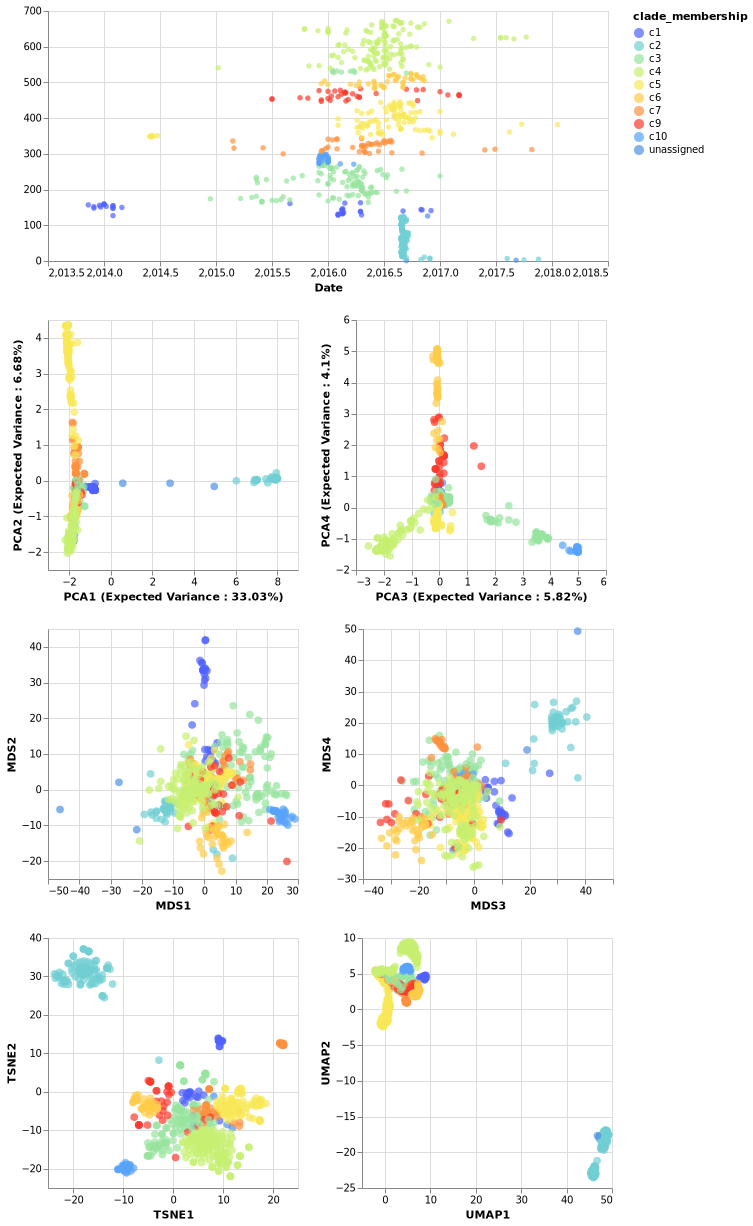 clade_membership
c1
c2
c3
c4
c5
c6
c7
c9
c10
unassigned
700
600
500
400
300
200
100
0
2,013.5 2,014.0 2,014.5 2,015.0 2,015.5 2,016.0 2,016.5 2,017.0 2,017.5 2,018.0 2,018.5
Date
PCA2 (Expected Variance : 6.68%)
4
3
2
1
0
−1
−2
−2 0 2 4 6 8
PCA1 (Expected Variance : 33.03%)
PCA4 (Expected Variance : 4.1%)
6
5
4
3
2
1
0
−1
−2
−3 −2 −1 0 1 2 3 4 5 6
PCA3 (Expected Variance : 5.82%)
MDS2
40
30
20
10
0
−10
−20
−50 −40 −30 −20 −10 0 10 20 30
MDS1
MDS4
50
40
30
20
10
0
−10
−20
−30
−40 −20 0 20 40
MDS3
TSNE2
40
30
20
10
0
−10
−20
−20 −10 0 10 20
TSNE1
UMAP2
10
5
0
−5
−10
−15
−20
−25
0 10 20 30 40 50
UMAP1